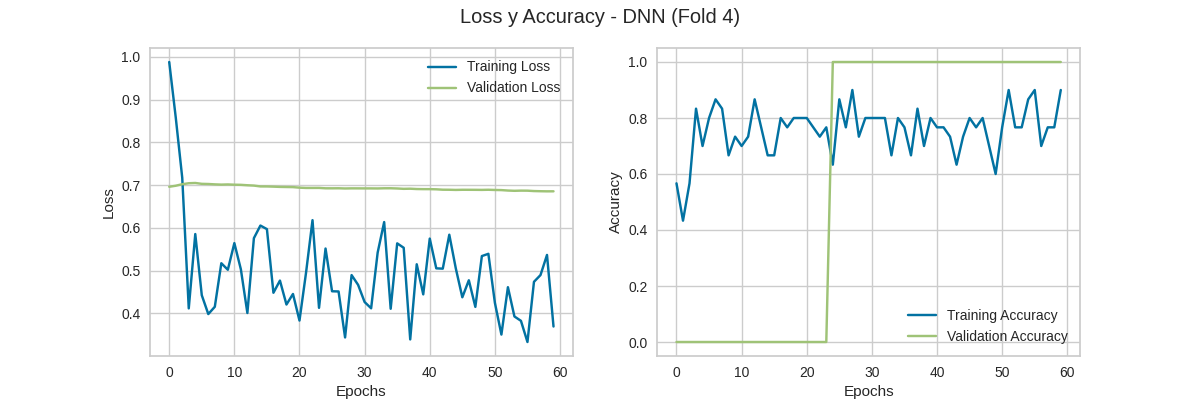 Loss y Accuracy - DNN (Fold 4)
1.0
0.9
0.8
0.7
0.6
0.5
0.4
Loss
0 10 20 30 40 50 60
Epochs
Training Loss
Validation Loss
1.0
0.8
0.6
0.4
0.2
0.0
Accuracy
0 10 20 30 40 50 60
Epochs
Training Accuracy
Validation Accuracy